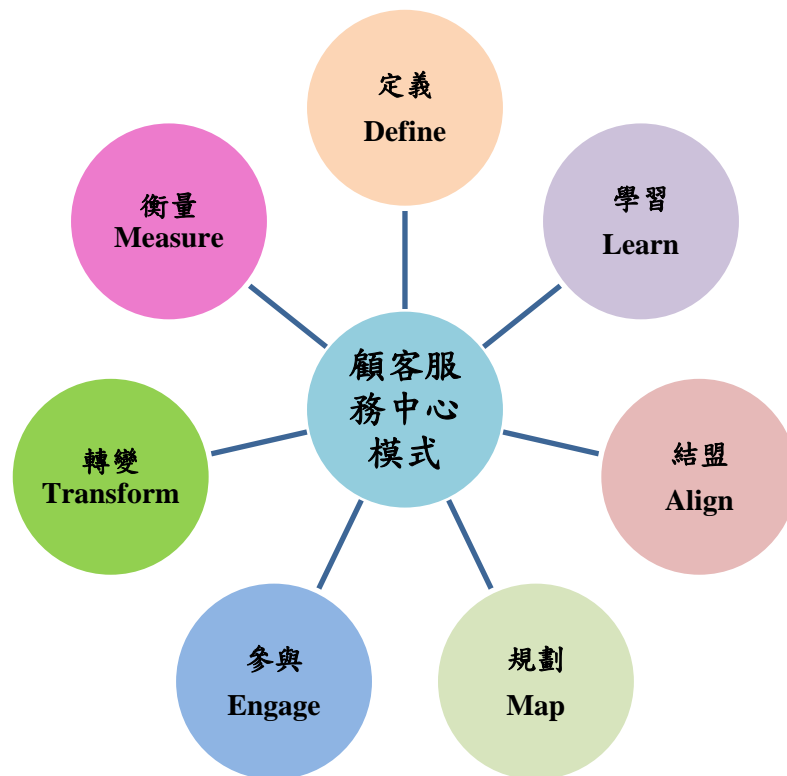 定義
Define
學習
Learn
結盟
Align
規劃
Map
參與
Engage
轉變
Transform
衡量
Measure
顧客服
務中心
模式